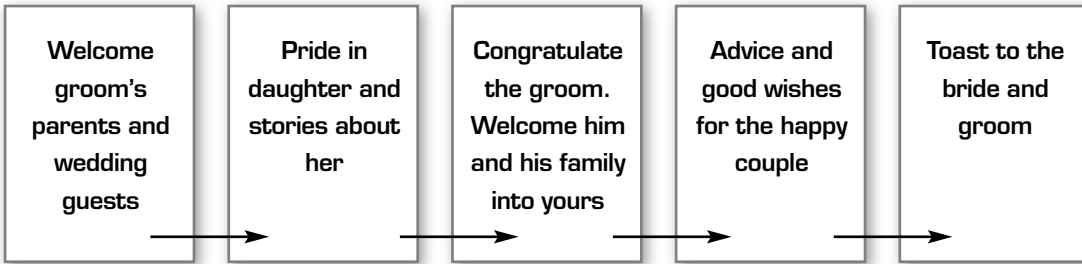 Welcome
groom's
parents and
wedding
guests
Pride in
daughter and
stories about
her
Congratulate
the groom.
Welcome him
and his family
into yours
Advice and
good wishes
for the happy
couple
Toast to the
bride and
groom